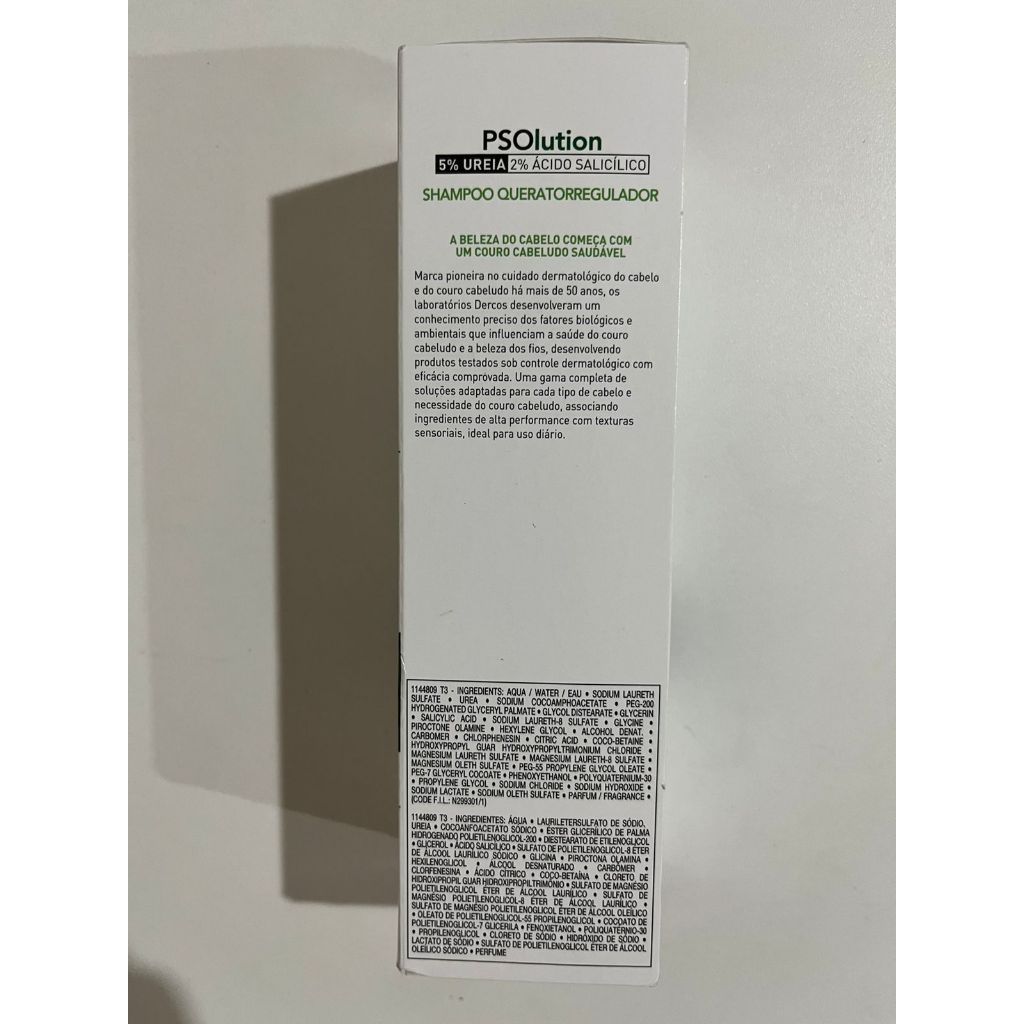 PSOlution
5% UREIA 2% ÁCIDO SALICÍLICO
SHAMPOO QUERATORREGULADOR
A BELEZA DO CABELO COMEÇA COM
UM COURO CABELUDO SAUDÁVEL
Marca pioneira no cuidado dermatológico do cabelo
e do couro cabeludo há mais de 50 anos, os
laboratórios Dercos desenvolveram um
conhecimento preciso dos fatores biológicos e
ambientais que influenciam a saúde do couro
cabeludo e a beleza dos fios, desenvolvendo
produtos testados sob controle dermatológico com
eficácia comprovada. Uma gama completa de
soluções adaptadas para cada tipo de cabelo e
necessidade do couro cabeludo, associando
ingredientes de alta performance com texturas
sensoriais, ideal para uso diário.
1144809 T3 - INGREDIENTS: AQUA / WATER / EAU • SODIUM LAURETH
SULFATE • UREA • SODIUM COCOAMPHOACETATE • PEG-200
HYDROGENATED GLYCERYL PALMATE • GLYCOL DISTEARATE • GLYCERIN
• SALICYLIC ACID • SODIUM LAURETH-8 SULFATE • GLYCINE •
PIROCTONE OLAMINE • HEXYLENE GLYCOL • ALCOHOL DENAT. •
CARBOMER • CHLORPHENESIN • CITRIC ACID • COCO-BETAINE •
HYDROXYPROPYL GUAR HYDROXYPROPYLTRIMONIUM CHLORIDE •
MAGNESIUM LAURETH SULFATE • MAGNESIUM LAURETH-8 SULFATE •
MAGNESIUM OLETH SULFATE • PEG-55 PROPYLENE GLYCOL OLEATE •
PEG-7 GLYCERYL COCOATE • PHENOXYETHANOL • POLYQUATERNIUM-30
• PROPYLENE GLYCOL • SODIUM CHLORIDE • SODIUM HYDROXIDE •
SODIUM LACTATE • SODIUM OLETH SULFATE • PARFUM / FRAGRANCE •
(CODE F.I.L.: N299301/1)
1144809 T3 - INGREDIENTES: ÁGUA • LAURILETERSULFATO DE SÓDIO,
UREIA • COCOANFOACETATO SÓDICO • ÉSTER GLICERÍLICO DE PALMA
HIDROGENADO POLIETILENOGLICOL-200 • DIESTEARATO DE ETILENOGLICOL
• GLICEROL • ÁCIDO SALICÍLICO • SULFATO DE POLIETILENOGLICOL-8 ÉTER
DE ÁLCOOL LAURÍLICO SÓDICO • GLICINA • PIROCTONA OLAMINA •
HEXILENOGLICOL • ÁLCOOL DESNATURADO • CARBÔMER •
CLORFENESINA • ÁCIDO CÍTRICO • COCO-BETAÍNA • CLORETO DE
HIDROXIPROPIL GUAR HIDROXIPROPILTRIMÔNIO • SULFATO DE MAGNÉSIO
POLIETILENOGLICOL ÉTER DE ÁLCOOL LAURÍLICO • SULFATO DE
MAGNÉSIO POLIETILENOGLICOL-8 ÉTER DE ÁLCOOL LAURÍLICO •
SULFATO DE MAGNÉSIO POLIETILENOGLICOL ÉTER DE ÁLCOOL OLEÍLICO
• OLEATO DE POLIETILENOGLICOL-55 PROPILENOGLICOL • COCOATO DE
POLIETILENOGLICOL-7 GLICERILA • FENOXIETANOL • POLIQUATÉRNIO-30
• PROPILENOGLICOL • CLORETO DE SÓDIO • HIDRÓXIDO DE SÓDIO •
LACTATO DE SÓDIO • SULFATO DE POLIETILENOGLICOL ÉTER DE ÁLCOOL
OLEÍLICO SÓDICO • PERFUME